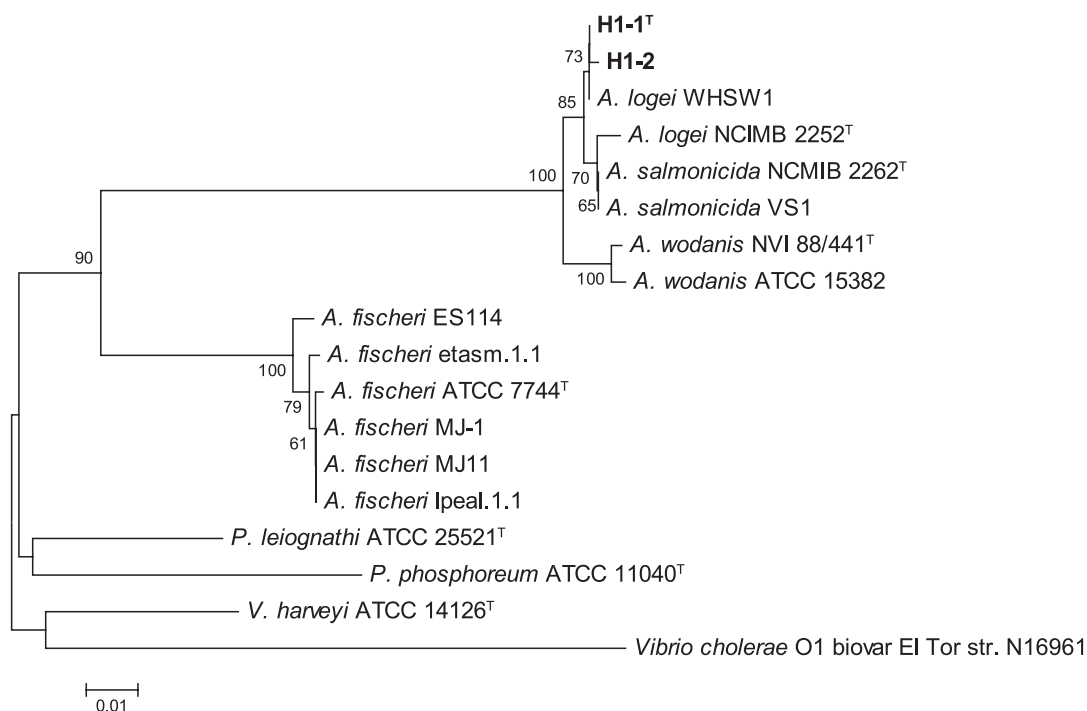 H1-1ᵀ
73
H1-2
A. logei WHSW1
85
A. logei NCIMB 2252ᵀ
100
70
A. salmonicida NCMIB 2262ᵀ
65
A. salmonicida VS1
A. wodanis NVI 88/441ᵀ
90
100
A. wodanis ATCC 15382
A. fischeri ES114
A. fischeri etasm.1.1
100
A. fischeri ATCC 7744ᵀ
79
A. fischeri MJ-1
61
A. fischeri MJ11
A. fischeri lpeal.1.1
P. leiognathi ATCC 25521ᵀ
P. phosphoreum ATCC 11040ᵀ
V. harveyi ATCC 14126ᵀ
Vibrio cholerae O1 biovar El Tor str. N16961
0.01